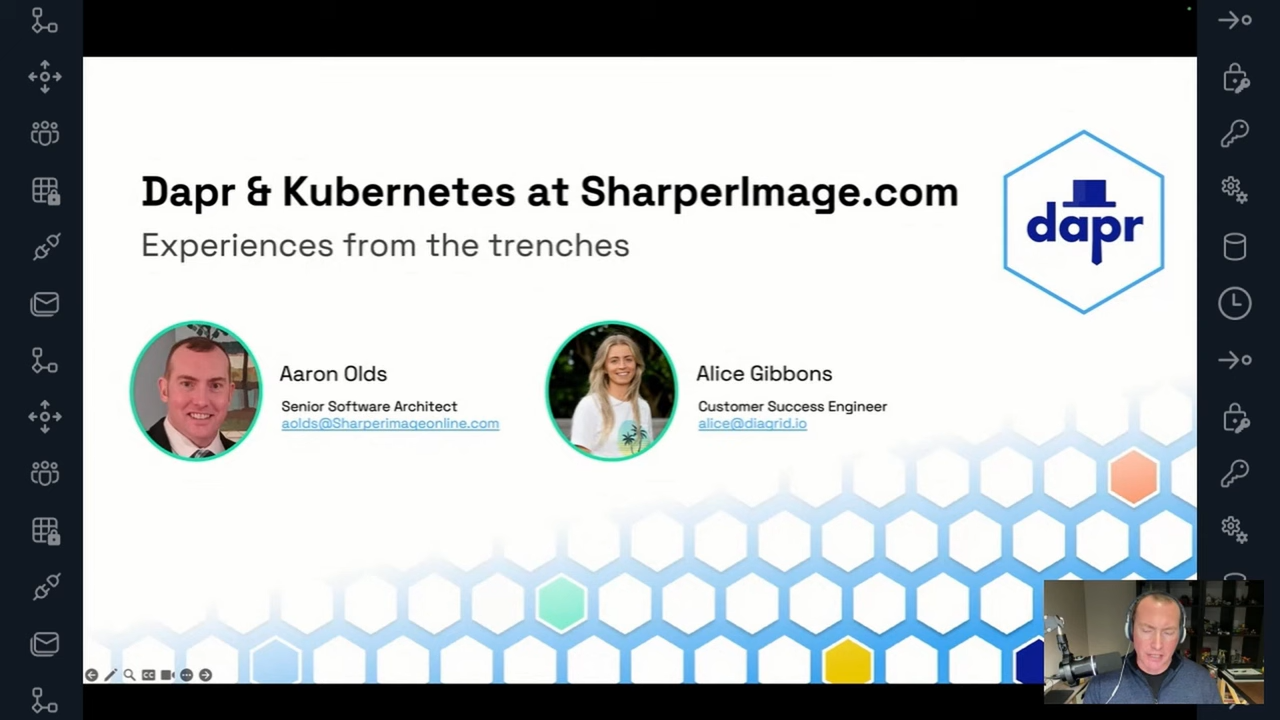 Dapr & Kubernetes at SharperImage.com
Experiences from the trenches
dapr
Aaron Olds
Senior Software Architect
aolds@Sharperimageonline.com
Alice Gibbons
Customer Success Engineer
alice@diagrid.io
CC